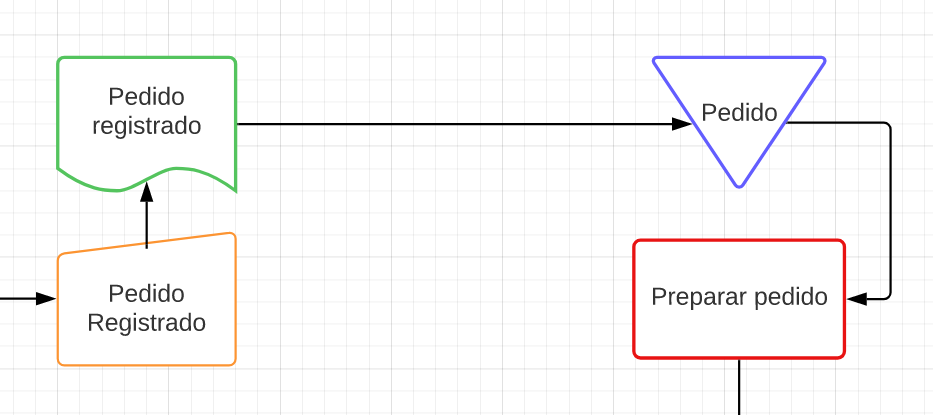 Pedido
registrado
Pedido
Pedido
Registrado
Preparar pedido